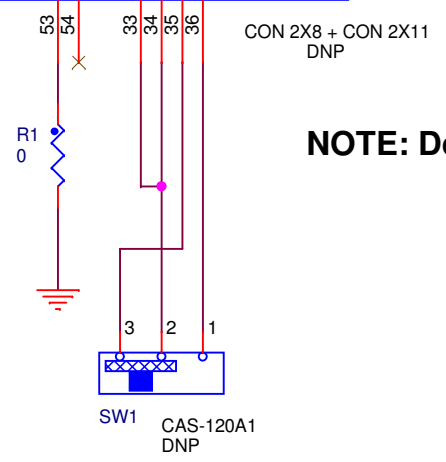 53
54
33
34
35
36
CON 2X8 + CON 2X11
DNP
R1
0
NOTE:
3
2
1
SW1
CAS-120A1
DNP